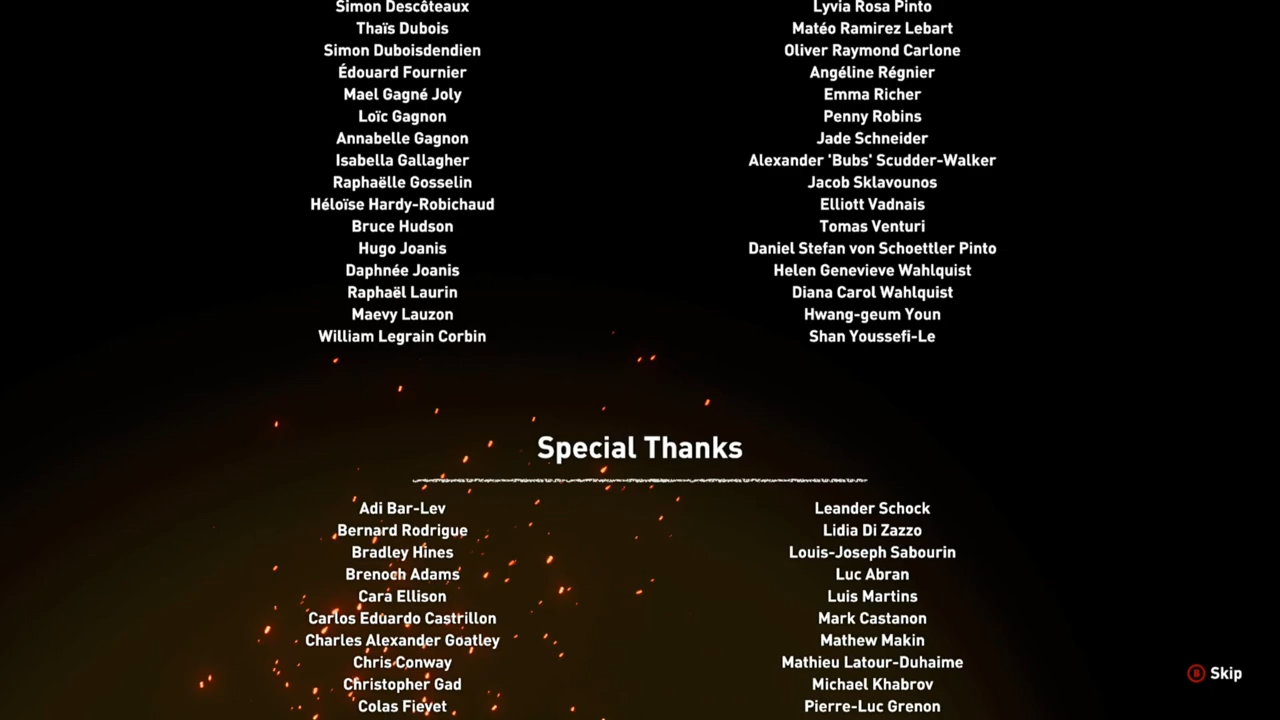 Simon Descôteaux
Thaïs Dubois
Simon Duboisdendien
Édouard Fournier
Mael Gagné Joly
Loïc Gagnon
Annabelle Gagnon
Isabella Gallagher
Raphaëlle Gosselin
Héloïse Hardy-Robichaud
Bruce Hudson
Hugo Joanis
Daphnée Joanis
Raphaël Laurin
Maevy Lauzon
William Legrain Corbin
Lyvia Rosa Pinto
Matéo Ramirez Lebart
Oliver Raymond Carlone
Angéline Régnier
Emma Richer
Penny Robins
Jade Schneider
Alexander 'Bubs' Scudder-Walker
Jacob Sklavounos
Elliott Vadnais
Tomas Venturi
Daniel Stefan von Schoettler Pinto
Helen Genevieve Wahlquist
Diana Carol Wahlquist
Hwang-geum Youn
Shan Youssefi-Le
Special Thanks
Adi Bar-Lev
Bernard Rodrigue
Bradley Hines
Brenoch Adams
Cara Ellison
Carlos Eduardo Castrillon
Charles Alexander Goatley
Chris Conway
Christopher Gad
Colas Fievet
Leander Schock
Lidia Di Zazzo
Louis-Joseph Sabourin
Luc Abran
Luis Martins
Mark Castanon
Mathew Makin
Mathieu Latour-Duhaime
Michael Khabrov
Pierre-Luc Grenon
B Skip